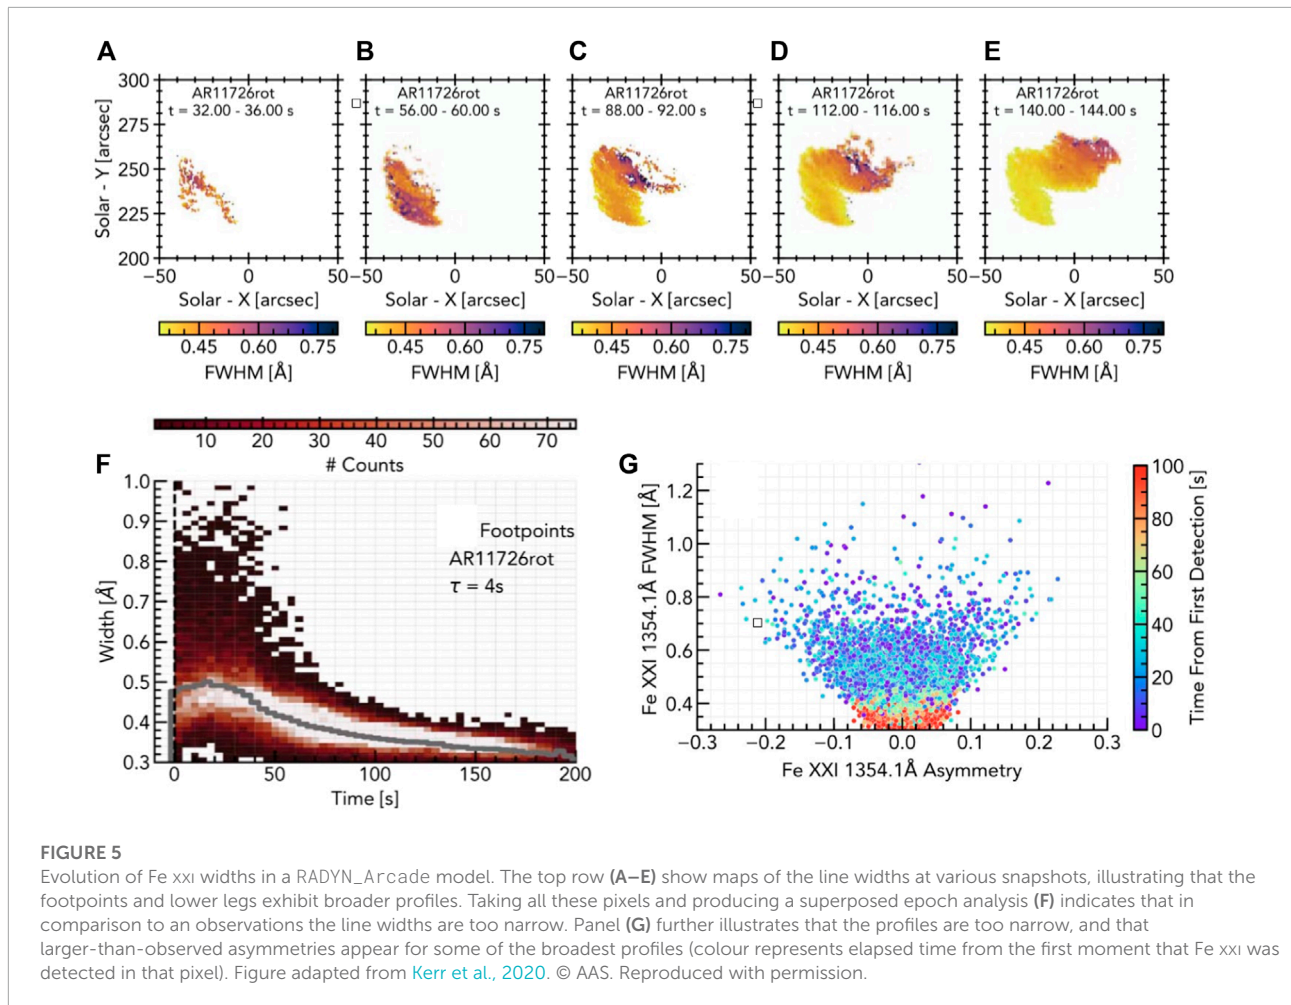 A B C D E
300
275
250
225
200
Solar - Y [arcsec]
AR11726rot
t = 32.00 - 36.00 s
AR11726rot
t = 56.00 - 60.00 s
AR11726rot
t = 88.00 - 92.00 s
AR11726rot
t = 112.00 - 116.00 s
AR11726rot
t = 140.00 - 144.00 s
−50 0 50 −50 0 50 −50 0 50 −50 0 50 −50 0 50
Solar - X [arcsec] Solar - X [arcsec] Solar - X [arcsec] Solar - X [arcsec] Solar - X [arcsec]
0.45 0.60 0.75 0.45 0.60 0.75 0.45 0.60 0.75 0.45 0.60 0.75 0.45 0.60 0.75
FWHM [Å] FWHM [Å] FWHM [Å] FWHM [Å] FWHM [Å]
10 20 30 40 50 60 70
# Counts
F
1.0
0.9
0.8
0.7
0.6
0.5
0.4
0.3
Width [Å]
Footpoints
AR11726rot
τ = 4s
0 50 100 150 200
Time [s]
G
1.2
1.0
0.8
0.6
0.4
Fe XXI 1354.1Å FWHM [Å]
−0.3 −0.2 −0.1 0.0 0.1 0.2 0.3
Fe XXI 1354.1Å Asymmetry
100
80
60
40
20
0
Time From First Detection [s]
FIGURE 5
Evolution of Fe XXI widths in a RADYN_Arcade model. The top row (A–E) show maps of the line widths at various snapshots, illustrating that the
footpoints and lower legs exhibit broader profiles. Taking all these pixels and producing a superposed epoch analysis (F) indicates that in
comparison to an observations the line widths are too narrow. Panel (G) further illustrates that the profiles are too narrow, and that
larger-than-observed asymmetries appear for some of the broadest profiles (colour represents elapsed time from the first moment that Fe XXI was
detected in that pixel). Figure adapted from Kerr et al., 2020. © AAS. Reproduced with permission.